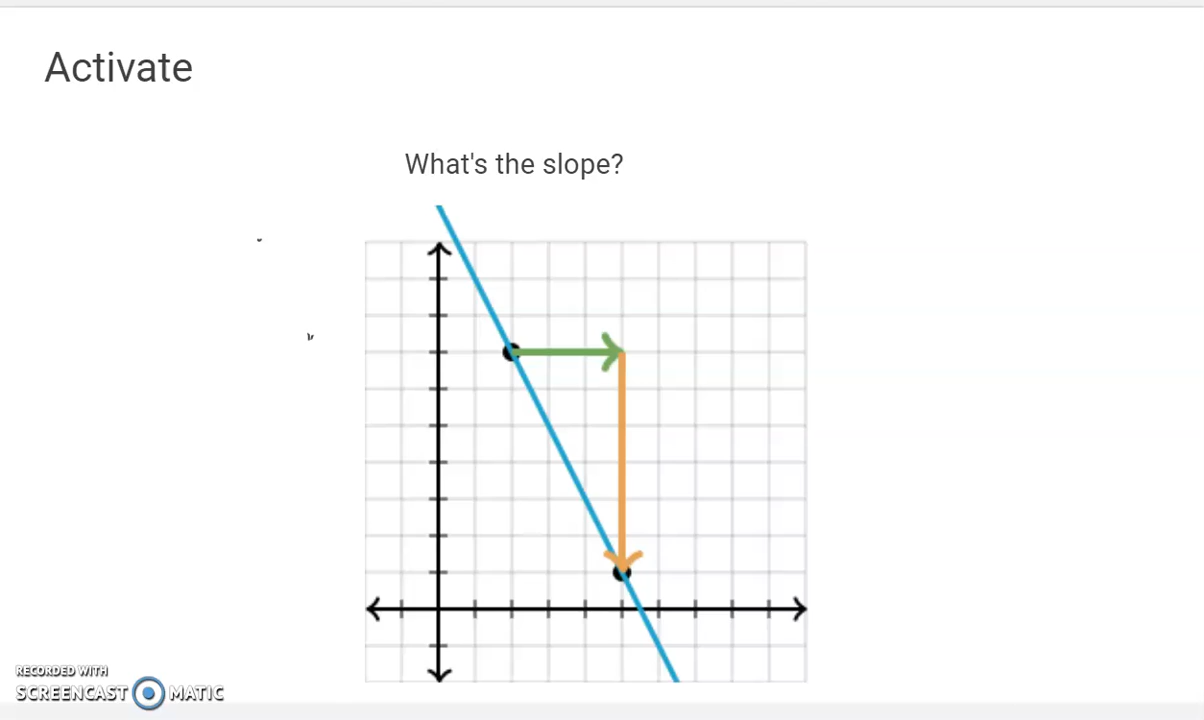 Activate
What's the slope?
RECORDED WITH
SCREENCAST MATIC